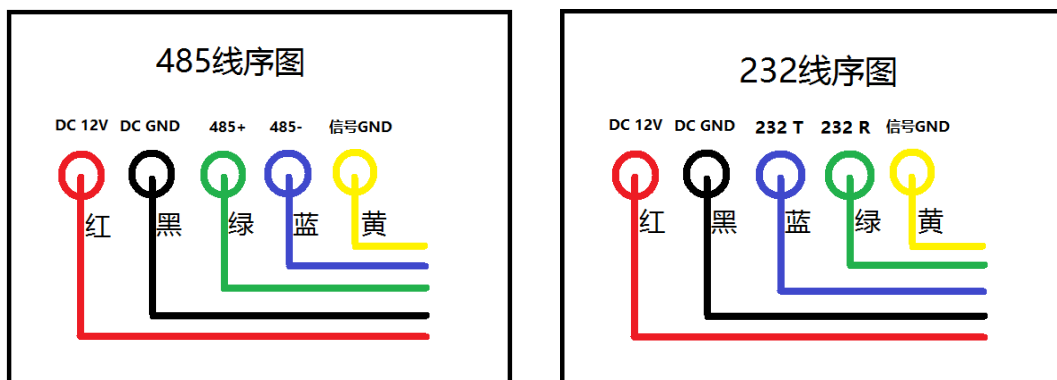 485线序图
DC 12V DC GND 485+ 485- 信号GND
红 黑 绿 蓝 黄
232线序图
DC 12V DC GND 232 T 232 R 信号GND
红 黑 蓝 绿 黄